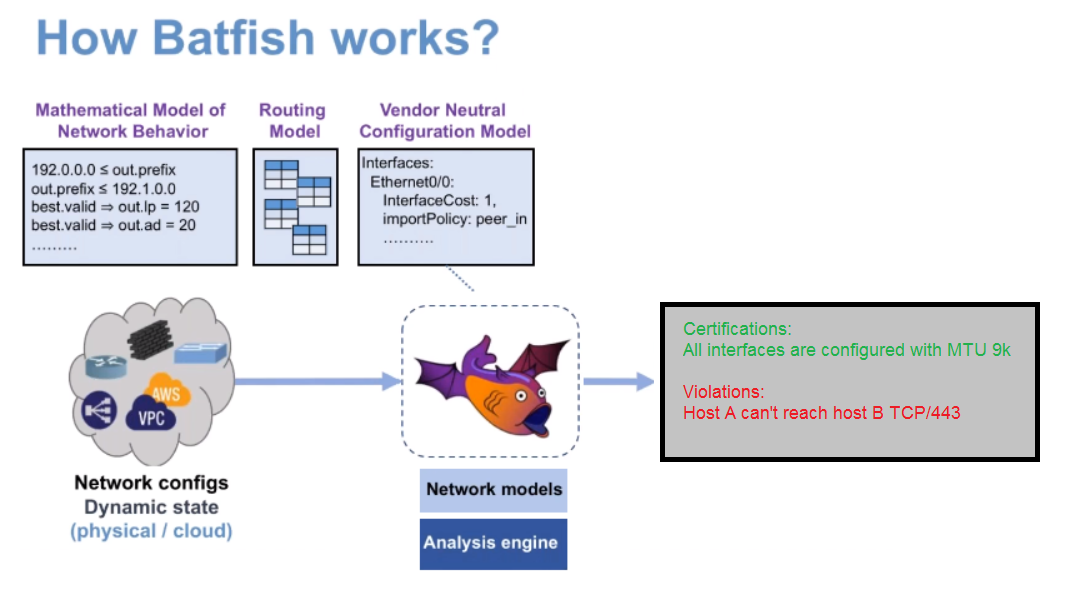 How Batfish works?
Mathematical Model of
Network Behavior
192.0.0.0 ≤ out.prefix
out.prefix ≤ 192.1.0.0
best.valid ⇒ out.lp = 120
best.valid ⇒ out.ad = 20
.........
Routing
Model
Vendor Neutral
Configuration Model
Interfaces:
Ethernet0/0:
InterfaceCost: 1,
importPolicy: peer_in
..........
AWS
VPC
Network configs
Dynamic state
(physical / cloud)
Network models
Analysis engine
Certifications:
All interfaces are configured with MTU 9k
Violations:
Host A can't reach host B TCP/443